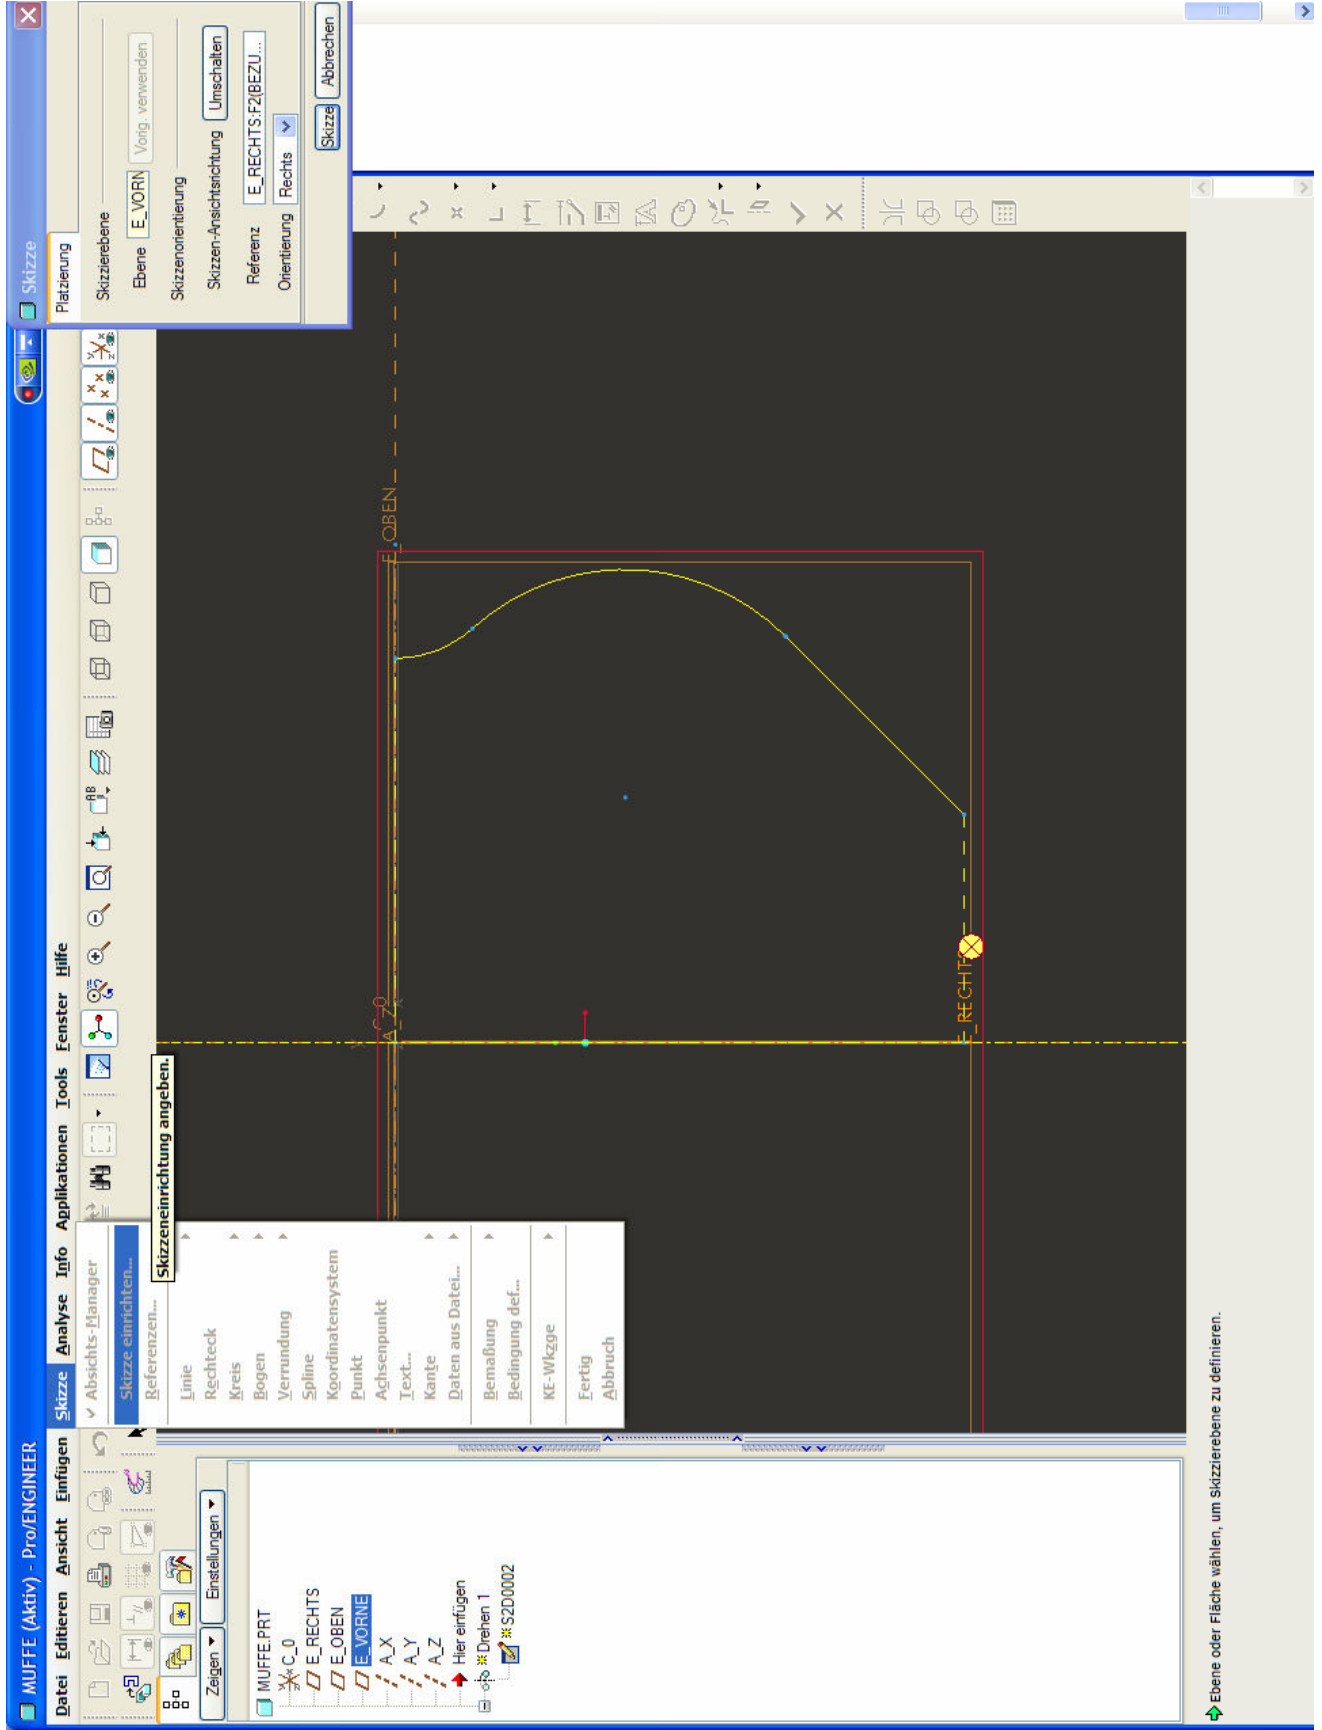 MUFFE (Aktiv) - Pro/ENGINEER
Datei Editieren Ansicht Einfügen Skizze Analyse Info Applikationen Tools Fenster Hilfe
Absichts-Manager
Skizze einrichten...
Referenzen...
Linie
Rechteck
Kreis
Bogen
Verrundung
Spline
Koordinatensystem
Punkt
Achsenpunkt
Text...
Kante
Daten aus Datei...
Bemaßung
Bedingung def...
KE-Wkzge
Fertig
Abbruch
Skizzeneinrichtung angeben.
Zeigen Einstellungen
MUFFE.PRT
C_0
E_RECHTS
E_OBEN
E_VORNE
A_X
A_Y
A_Z
Hier einfügen
Drehen 1
S2D0002
Skizze
Platzierung
Skizzierebene
Ebene E_VORN Vorig. verwenden
Skizzenorientierung
Skizzen-Ansichtsrichtung Umschalten
Referenz E_RECHTS:F2(BEZU...
Orientierung Rechts
Skizze Abbrechen
Ebene oder Fläche wählen, um Skizzierebene zu definieren.